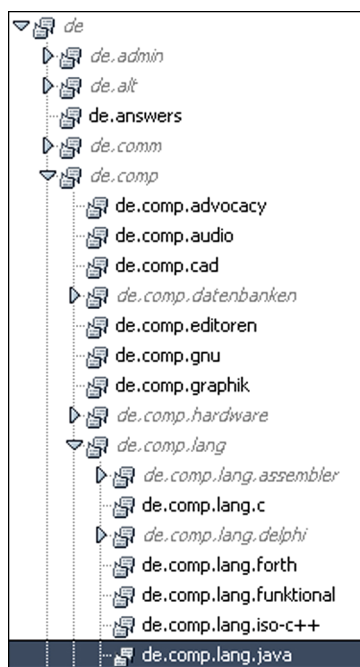 de
de.admin
de.alt
de.answers
de.comm
de.comp
de.comp.advocacy
de.comp.audio
de.comp.cad
de.comp.datenbanken
de.comp.editoren
de.comp.gnu
de.comp.graphik
de.comp.hardware
de.comp.lang
de.comp.lang.assembler
de.comp.lang.c
de.comp.lang.delphi
de.comp.lang.forth
de.comp.lang.funktional
de.comp.lang.iso-c++
de.comp.lang.java